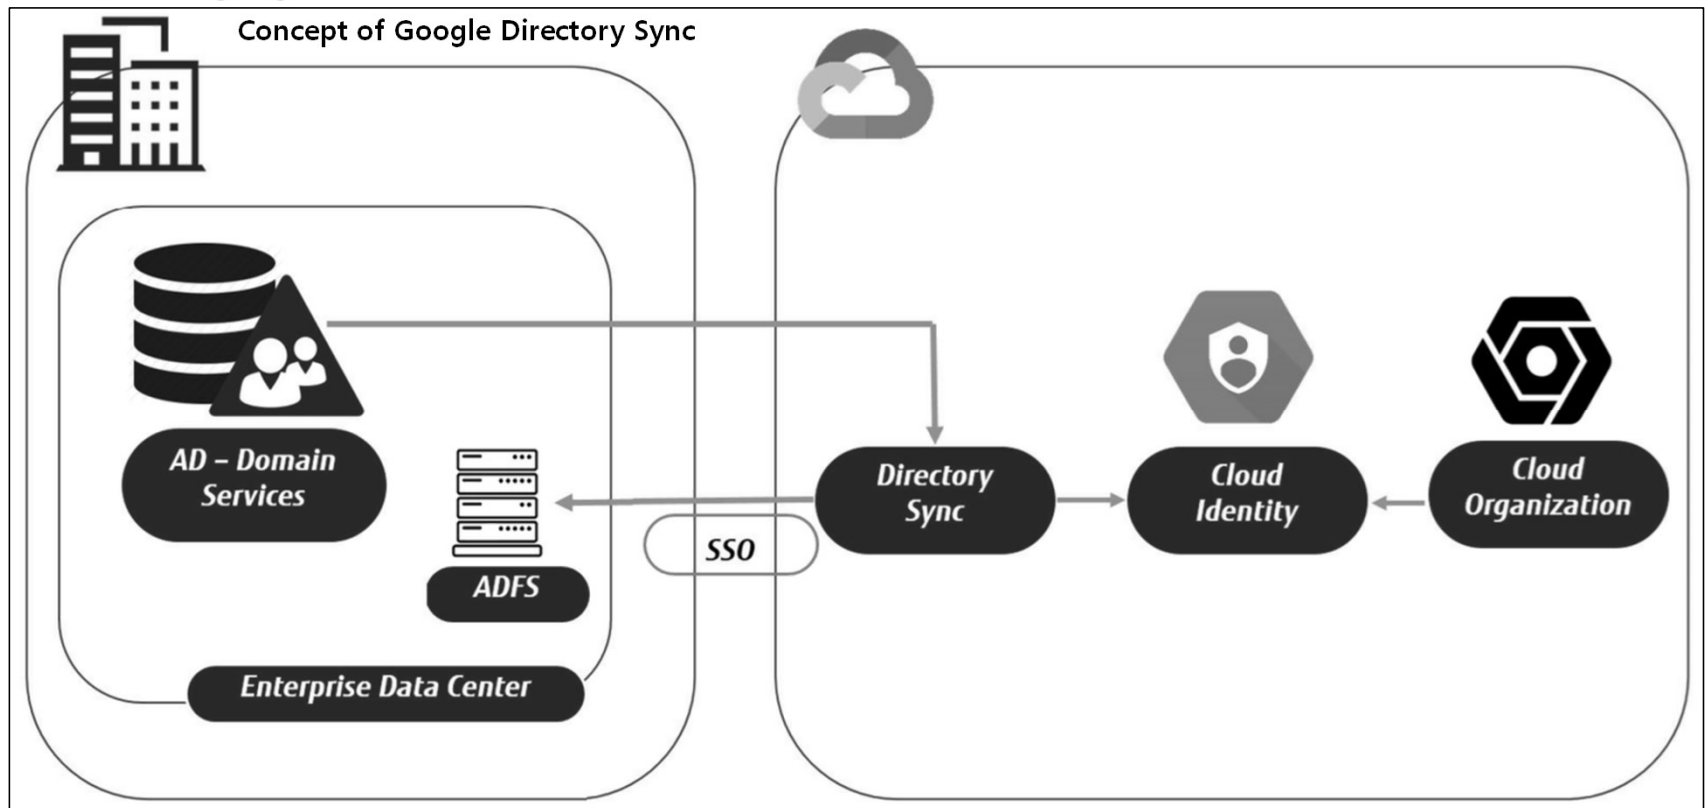 Concept of Google Directory Sync
AD – Domain
Services
ADFS
Enterprise Data Center
SSO
Directory
Sync
Cloud
Identity
Cloud
Organization